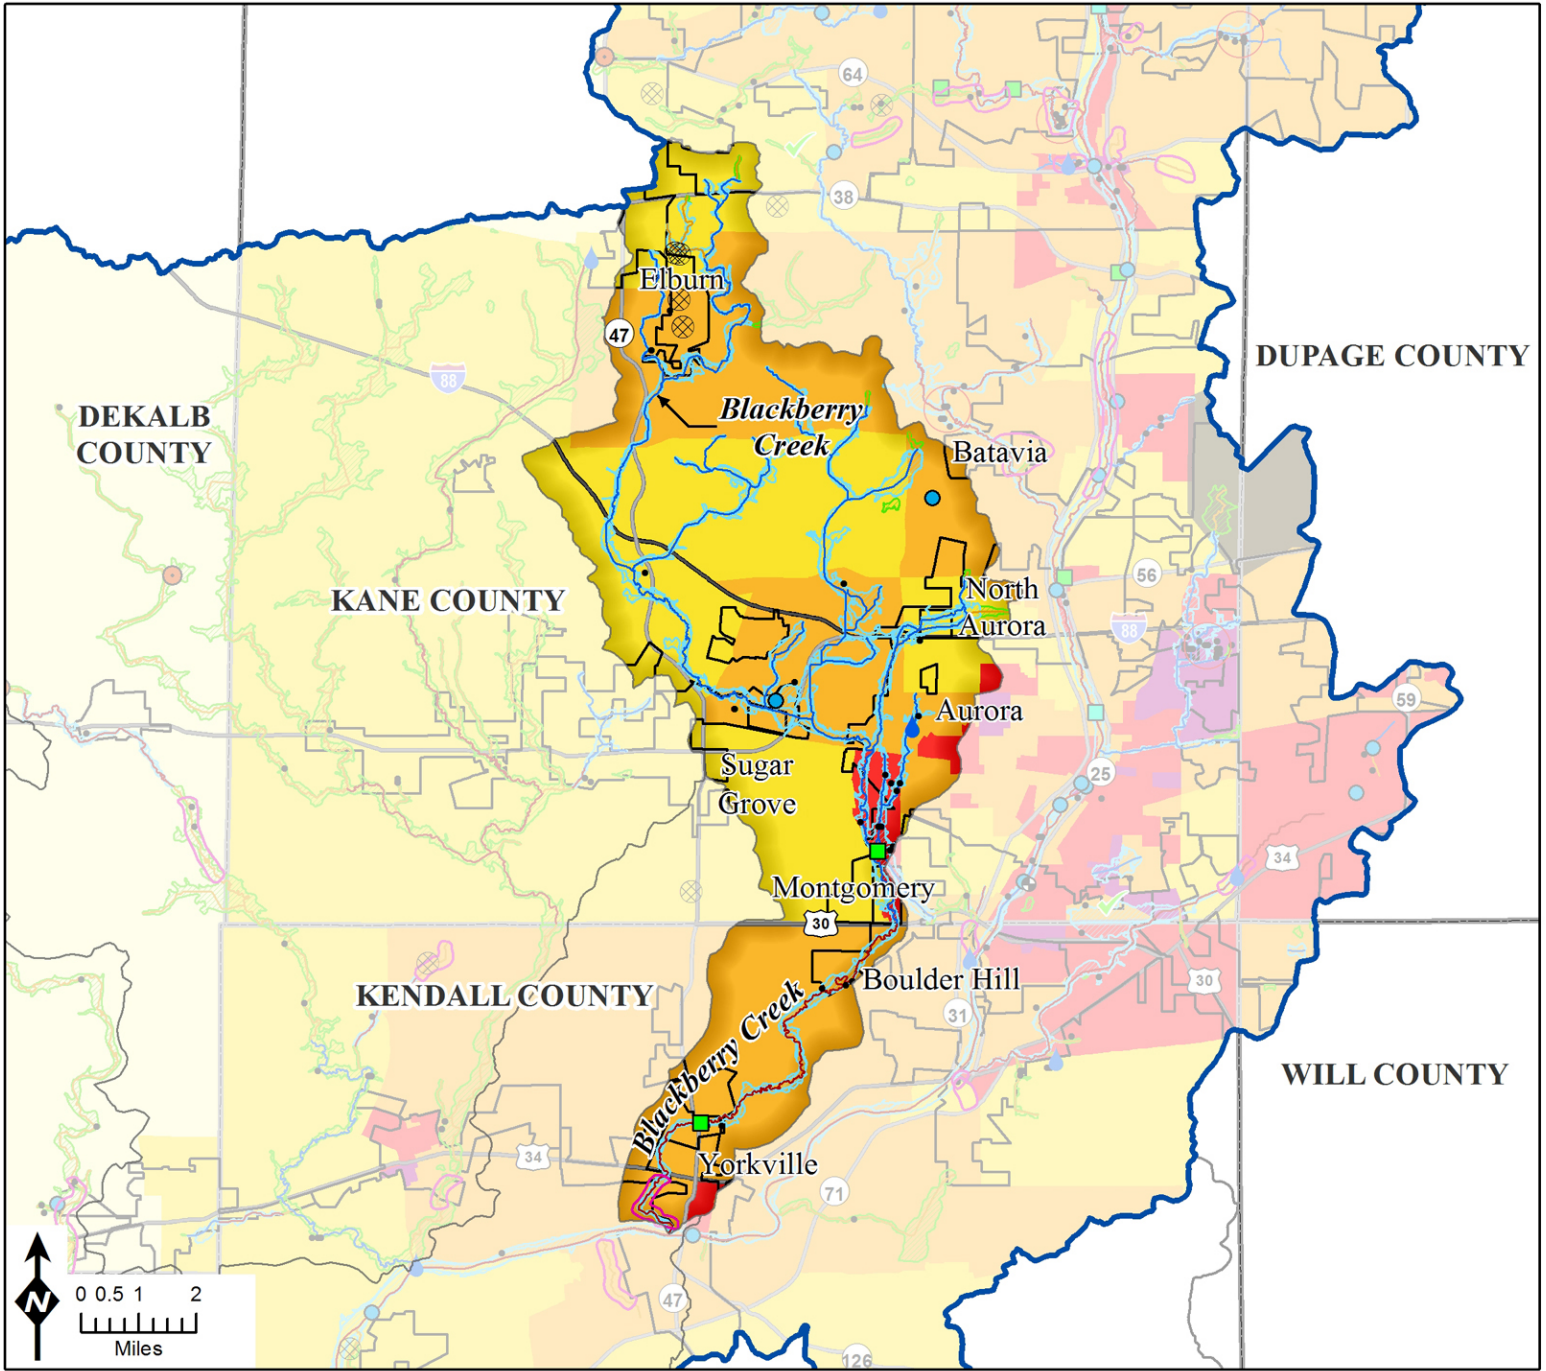 64
38
Elburn
47
88
DUPAGE COUNTY
DEKALB
COUNTY
Blackberry
Creek
Batavia
56
KANE COUNTY
North
Aurora
88
59
Aurora
Sugar
Grove
25
34
Montgomery
30
Boulder Hill
30
KENDALL COUNTY
31
Blackberry Creek
WILL COUNTY
34
Yorkville
71
47
126
N
0 0.5 1 2
Miles